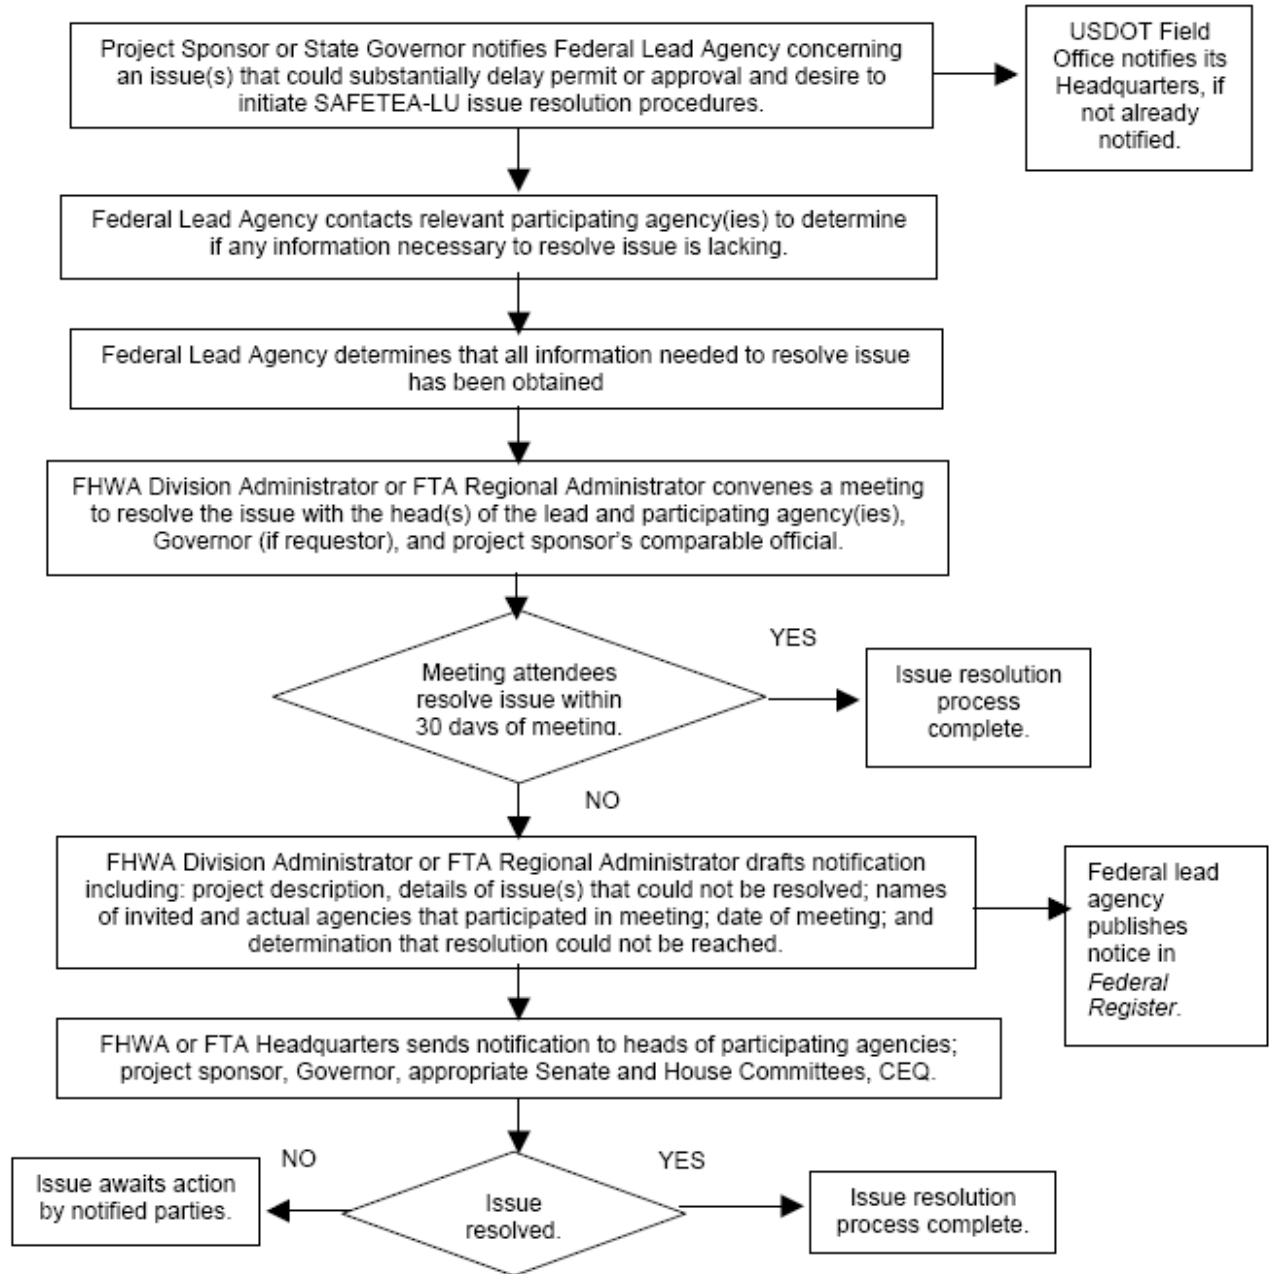 Project Sponsor or State Governor notifies Federal Lead Agency concerning
an issue(s) that could substantially delay permit or approval and desire to
initiate SAFETEA-LU issue resolution procedures.
USDOT Field
Office notifies its
Headquarters, if
not already
notified.
Federal Lead Agency contacts relevant participating agency(ies) to determine
if any information necessary to resolve issue is lacking.
Federal Lead Agency determines that all information needed to resolve issue
has been obtained
FHWA Division Administrator or FTA Regional Administrator convenes a meeting
to resolve the issue with the head(s) of the lead and participating agency(ies),
Governor (if requestor), and project sponsor's comparable official.
Meeting attendees
resolve issue within
30 days of meeting.
YES
Issue resolution
process
complete.
NO
FHWA Division Administrator or FTA Regional Administrator drafts notification
including: project description, details of issue(s) that could not be resolved; names
of invited and actual agencies that participated in meeting; date of meeting; and
determination that resolution could not be reached.
Federal lead
agency
publishes
notice in
Federal
Register.
FHWA or FTA Headquarters sends notification to heads of participating agencies;
project sponsor, Governor, appropriate Senate and House Committees, CEQ.
NO
YES
Issue awaits action
by notified parties.
Issue
resolved.
Issue resolution
process complete.